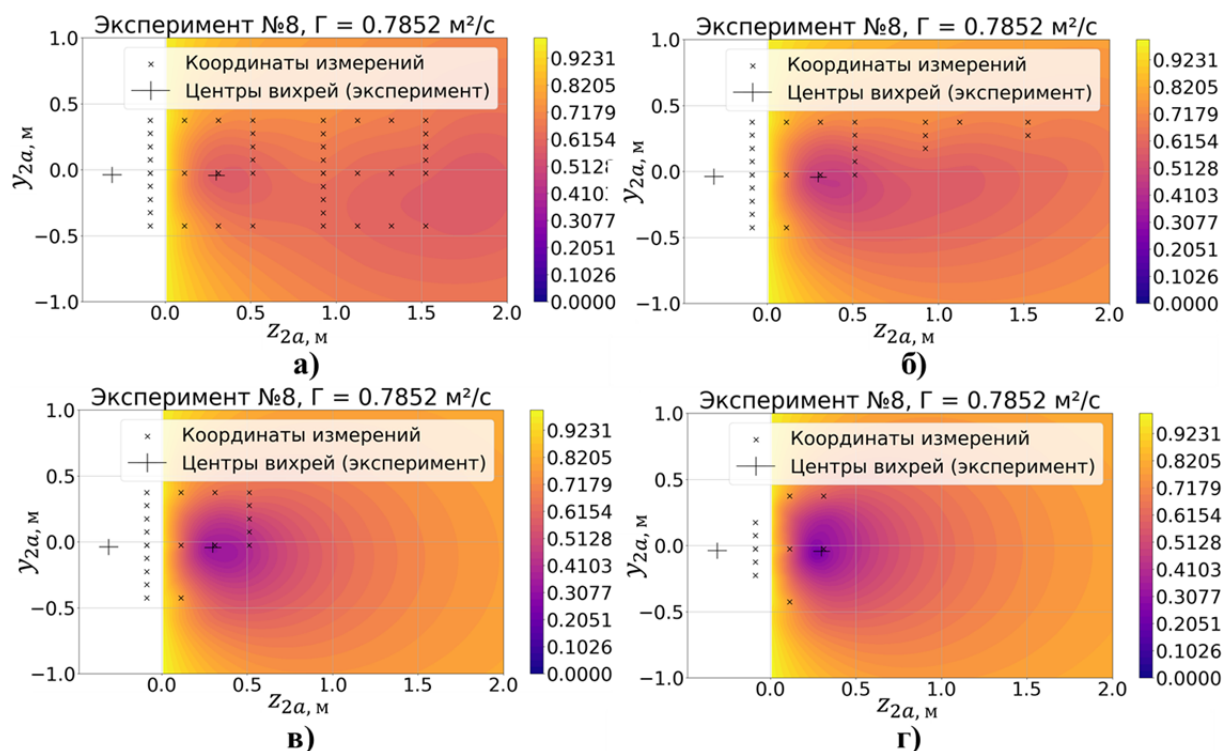 Эксперимент №8, Γ = 0.7852 м²/с
Координаты измерений
Центры вихрей (эксперимент)
1.0
0.5
0.0
−0.5
−1.0
y2a, м
0.0 0.5 1.0 1.5 2.0
z2a, м
0.9231
0.8205
0.7179
0.6154
0.5128
0.4103
0.3077
0.2051
0.1026
0.0000
а)
Эксперимент №8, Γ = 0.7852 м²/с
Координаты измерений
Центры вихрей (эксперимент)
1.0
0.5
0.0
−0.5
−1.0
y2a, м
0.0 0.5 1.0 1.5 2.0
z2a, м
0.9231
0.8205
0.7179
0.6154
0.5128
0.4103
0.3077
0.2051
0.1026
0.0000
б)
Эксперимент №8, Γ = 0.7852 м²/с
Координаты измерений
Центры вихрей (эксперимент)
1.0
0.5
0.0
−0.5
−1.0
y2a, м
0.0 0.5 1.0 1.5 2.0
z2a, м
0.9231
0.8205
0.7179
0.6154
0.5128
0.4103
0.3077
0.2051
0.1026
0.0000
в)
Эксперимент №8, Γ = 0.7852 м²/с
Координаты измерений
Центры вихрей (эксперимент)
1.0
0.5
0.0
−0.5
−1.0
y2a, м
0.0 0.5 1.0 1.5 2.0
z2a, м
0.9231
0.8205
0.7179
0.6154
0.5128
0.4103
0.3077
0.2051
0.1026
0.0000
г)